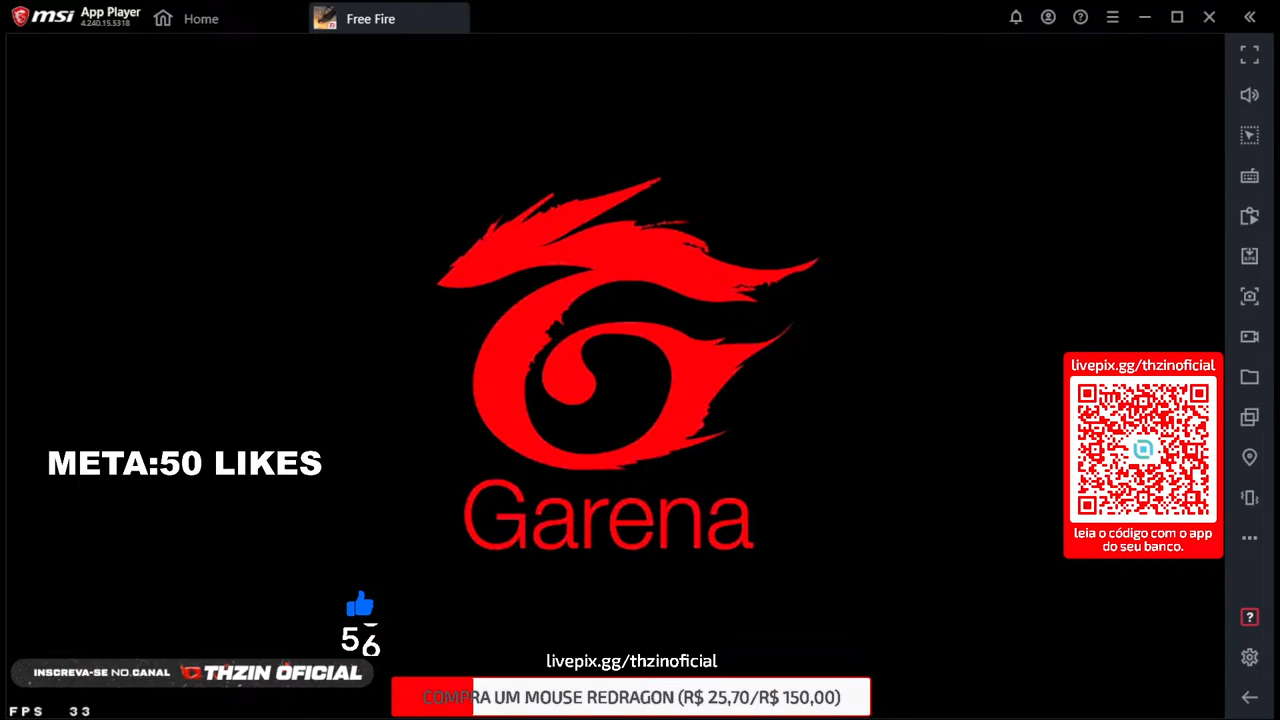 msi App Player
4.240.15.5318
Home
Free Fire
livepix.gg/thzinoficial
leia o código com o app
do seu banco.
META:50 LIKES
Garena
56
INSCREVA-SE NO CANAL THZIN OFICIAL
livepix.gg/thzinoficial
COMPRA UM MOUSE REDRAGON (R$ 25,70/R$ 150,00)
FPS 33